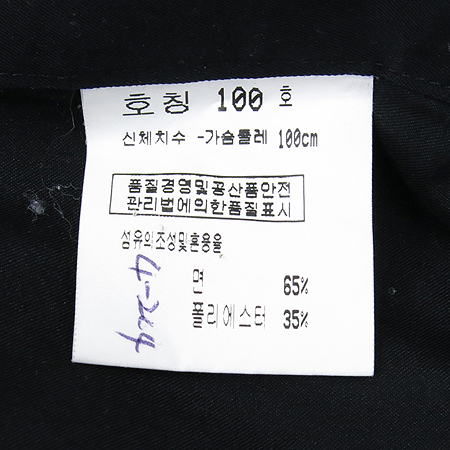 호칭 100 호
신체치수 -가슴둘레 100cm
품질경영및공산품안전
관리법에의한품질표시
섬유의조성및혼용율
면 65%
폴리에스터 35%
4-264